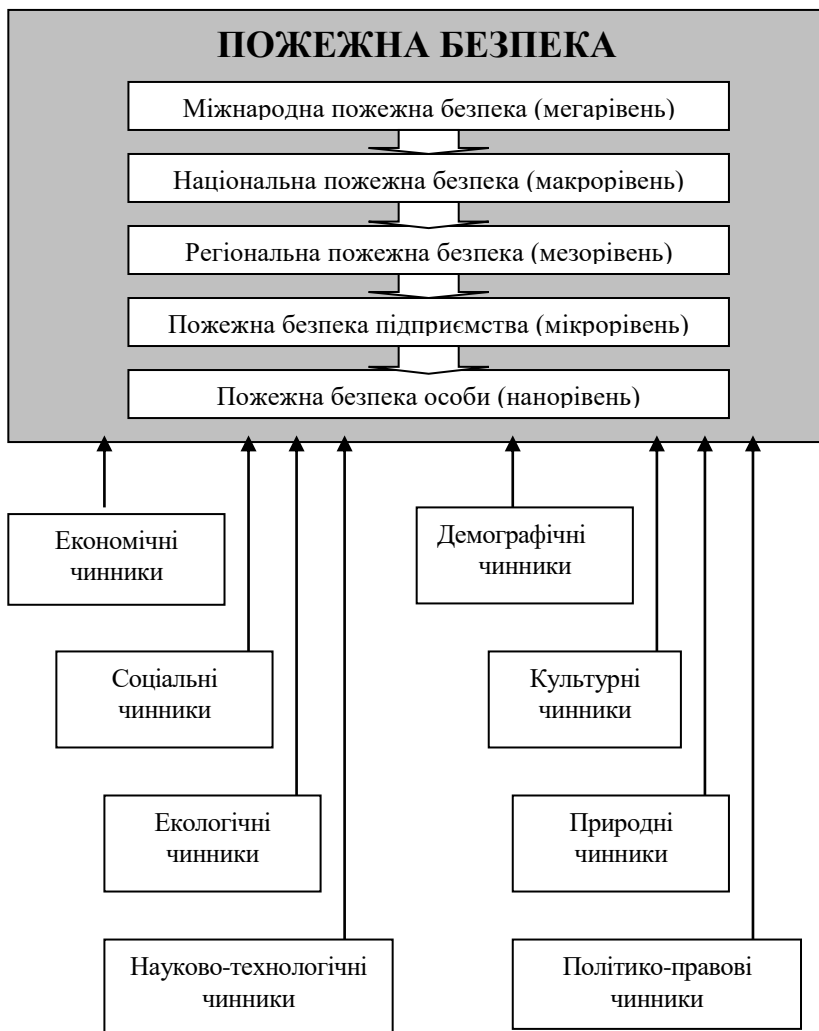 ПОЖЕЖНА БЕЗПЕКА
Міжнародна пожежна безпека (мегарівень)
Національна пожежна безпека (макрорівень)
Регіональна пожежна безпека (мезорівень)
Пожежна безпека підприємства (мікрорівень)
Пожежна безпека особи (нанорівень)
Економічні
чинники
Демографічні
чинники
Соціальні
чинники
Культурні
чинники
Екологічні
чинники
Природні
чинники
Науково-технологічні
чинники
Політико-правові
чинники